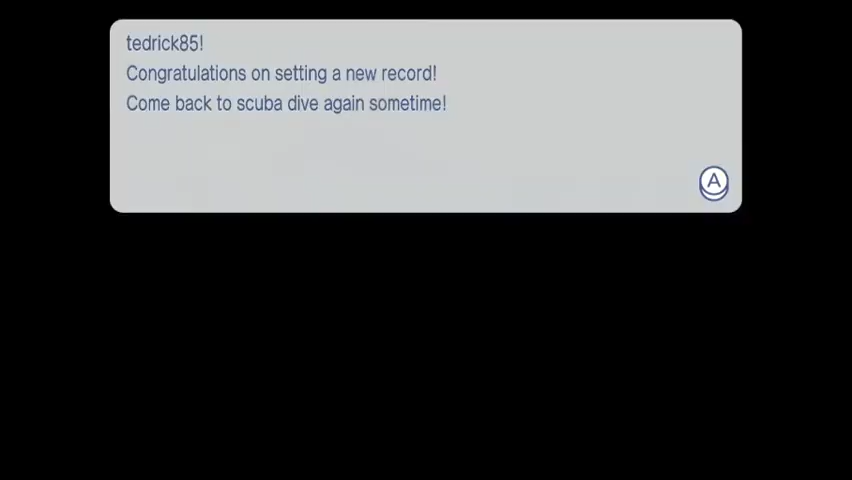 tedrick85!
Congratulations on setting a new record!
Come back to scuba dive again sometime!
A